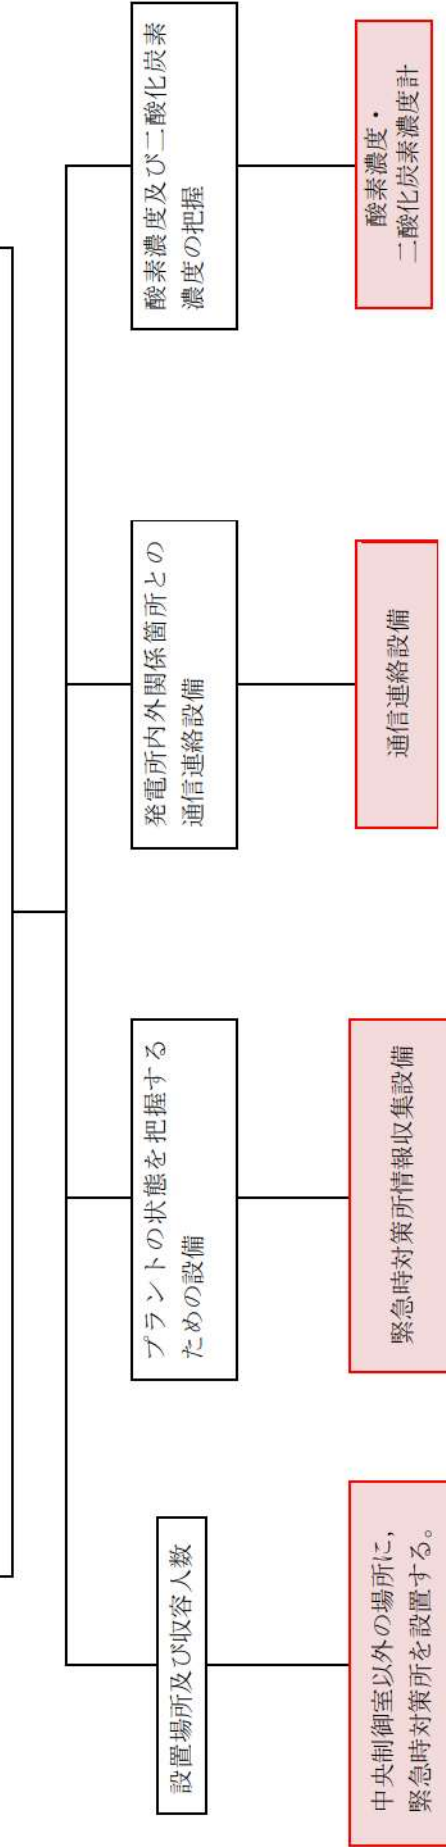 設置場所及び収容人数
プラントの状態を把握する
ための設備
発電所内外関係箇所との
通信連絡設備
酸素濃度及び二酸化炭素
濃度の把握
中央制御室以外の場所に，
緊急時対策所を設置する。
緊急時対策所情報収集設備
通信連絡設備
酸素濃度・
二酸化炭素濃度計